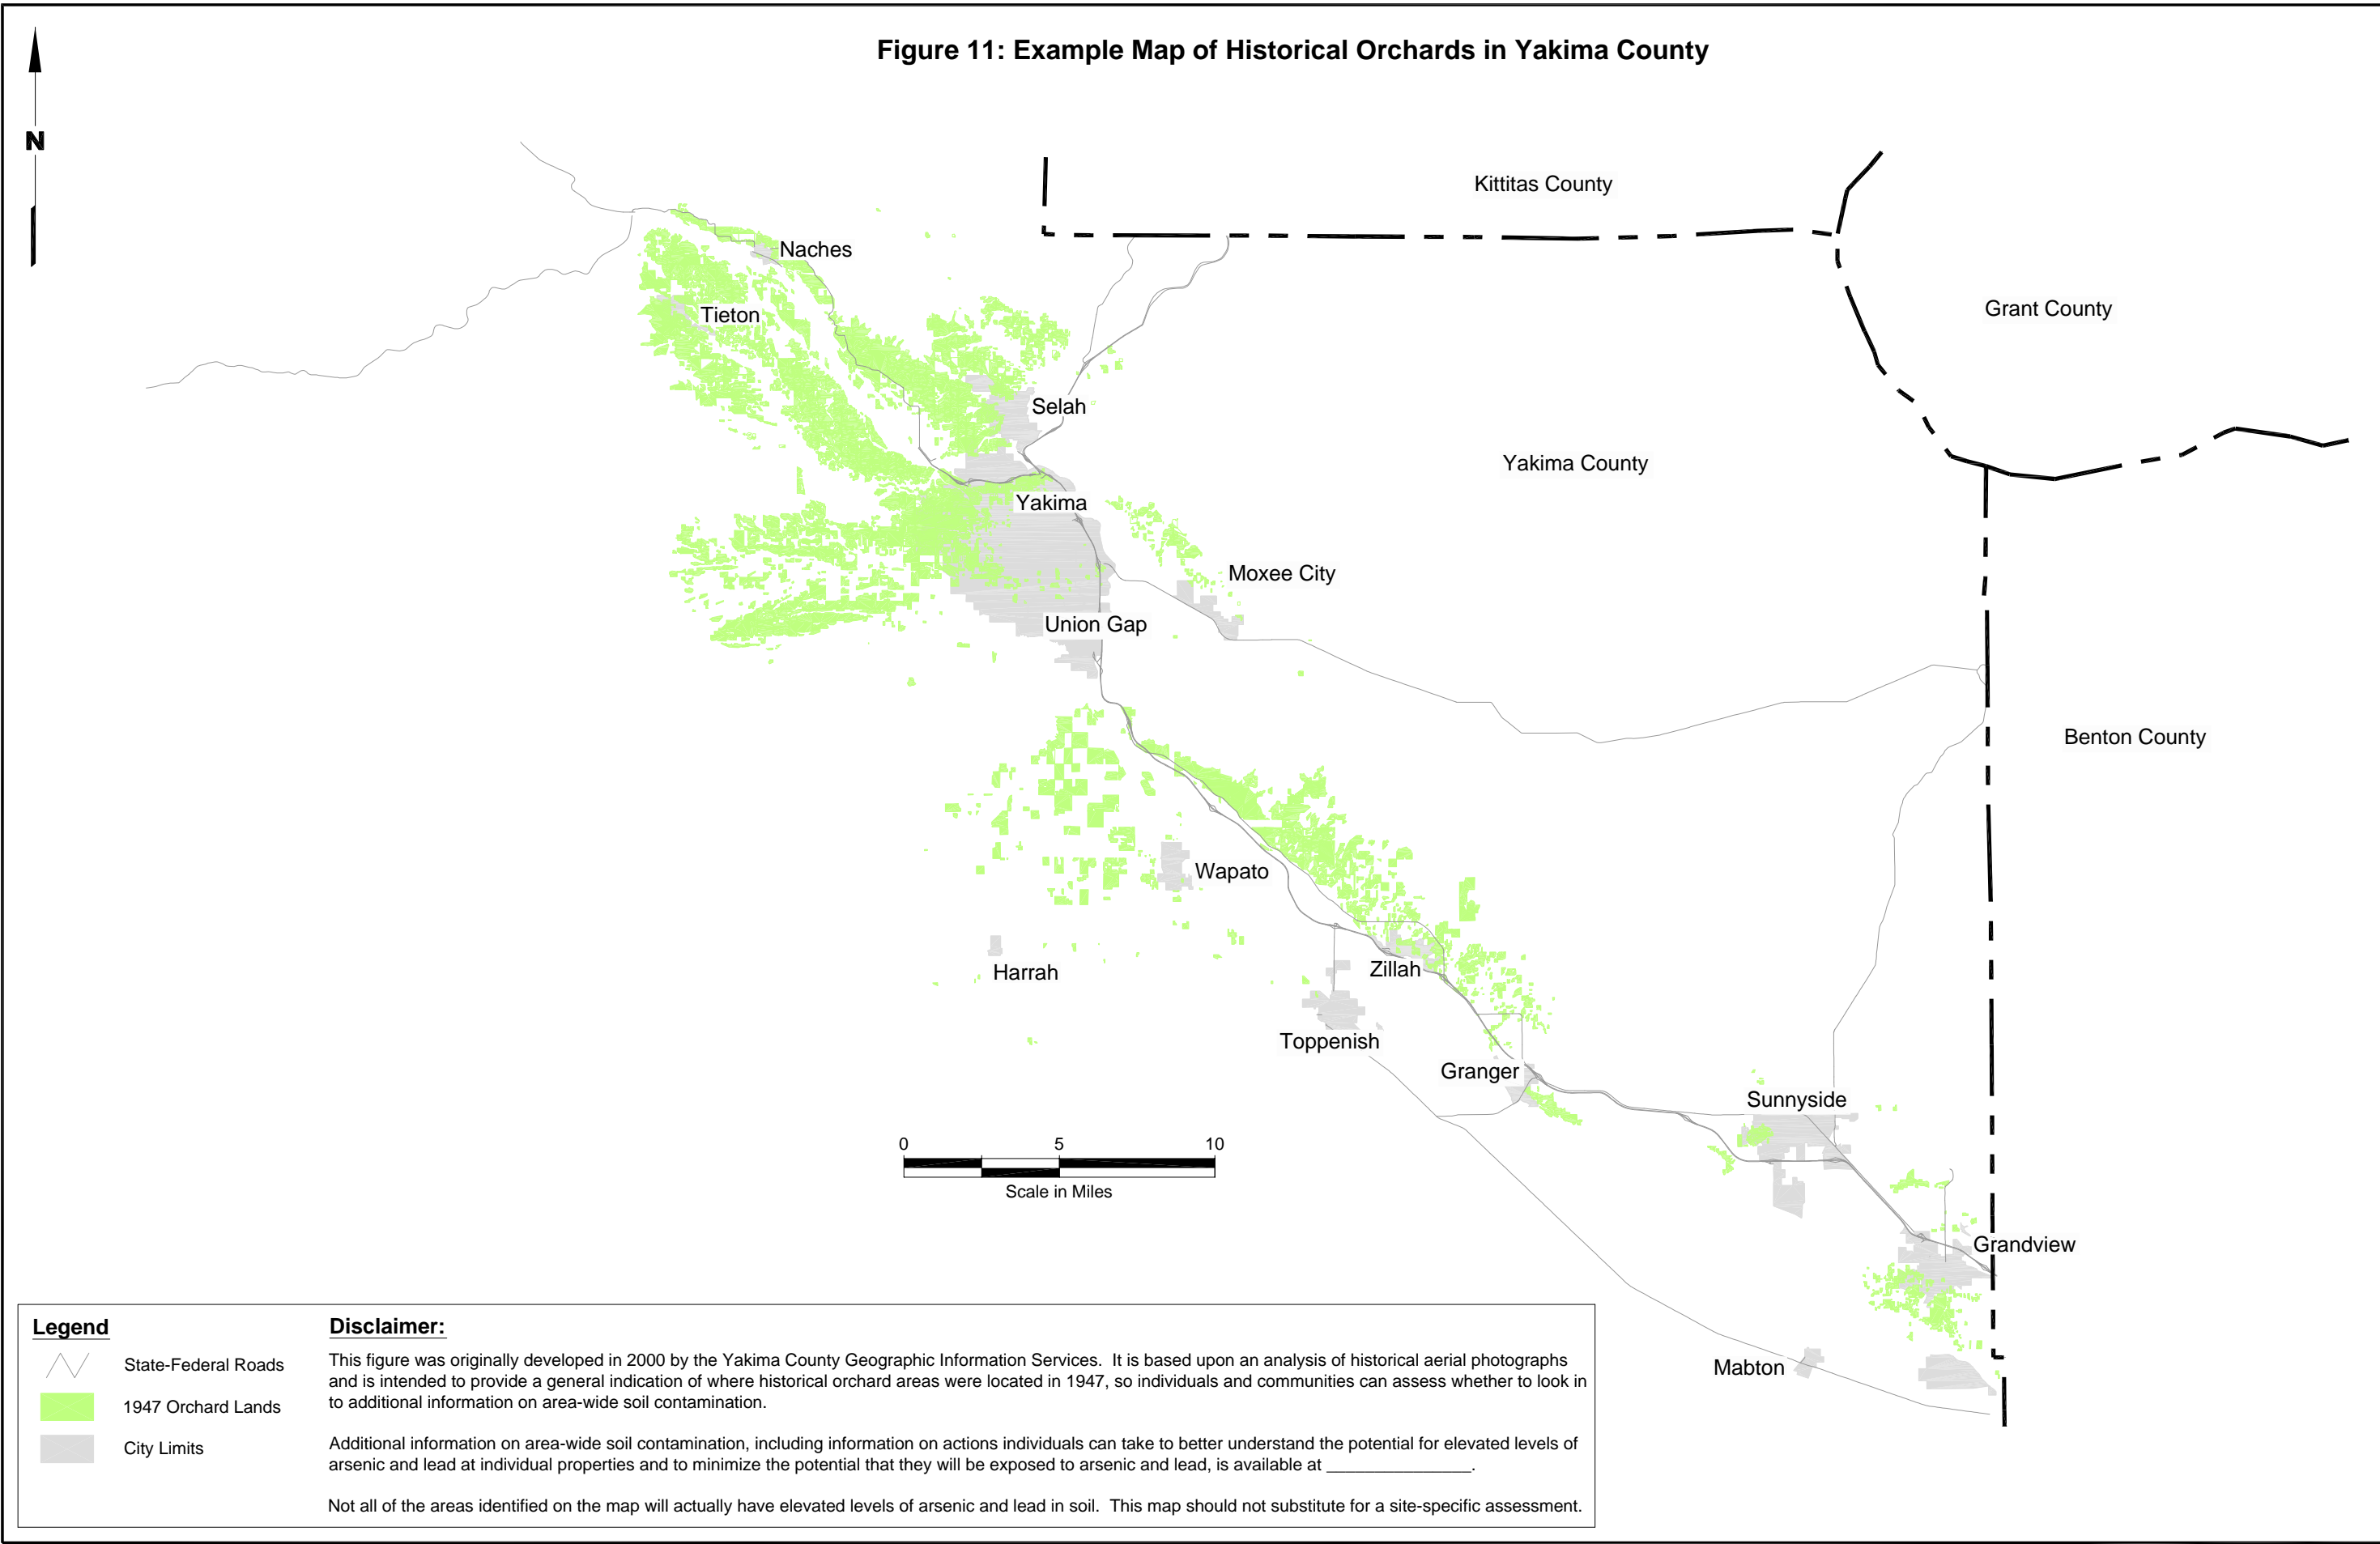 Figure 11: Example Map of Historical Orchards in Yakima County
N
Kittitas County
Naches
Grant County
Tieton
Selah
Yakima County
Yakima
Moxee City
Union Gap
Benton County
Wapato
Harrah
Zillah
Toppenish
Granger
Sunnyside
0 5 10
Scale in Miles
Grandview
Mabton
Legend
State-Federal Roads
1947 Orchard Lands
City Limits
Disclaimer:
This figure was originally developed in 2000 by the Yakima County Geographic Information Services. It is based upon an analysis of historical aerial photographs
and is intended to provide a general indication of where historical orchard areas were located in 1947, so individuals and communities can assess whether to look in
to additional information on area-wide soil contamination.
Additional information on area-wide soil contamination, including information on actions individuals can take to better understand the potential for elevated levels of
arsenic and lead at individual properties and to minimize the potential that they will be exposed to arsenic and lead, is available at ________________.
Not all of the areas identified on the map will actually have elevated levels of arsenic and lead in soil. This map should not substitute for a site-specific assessment.